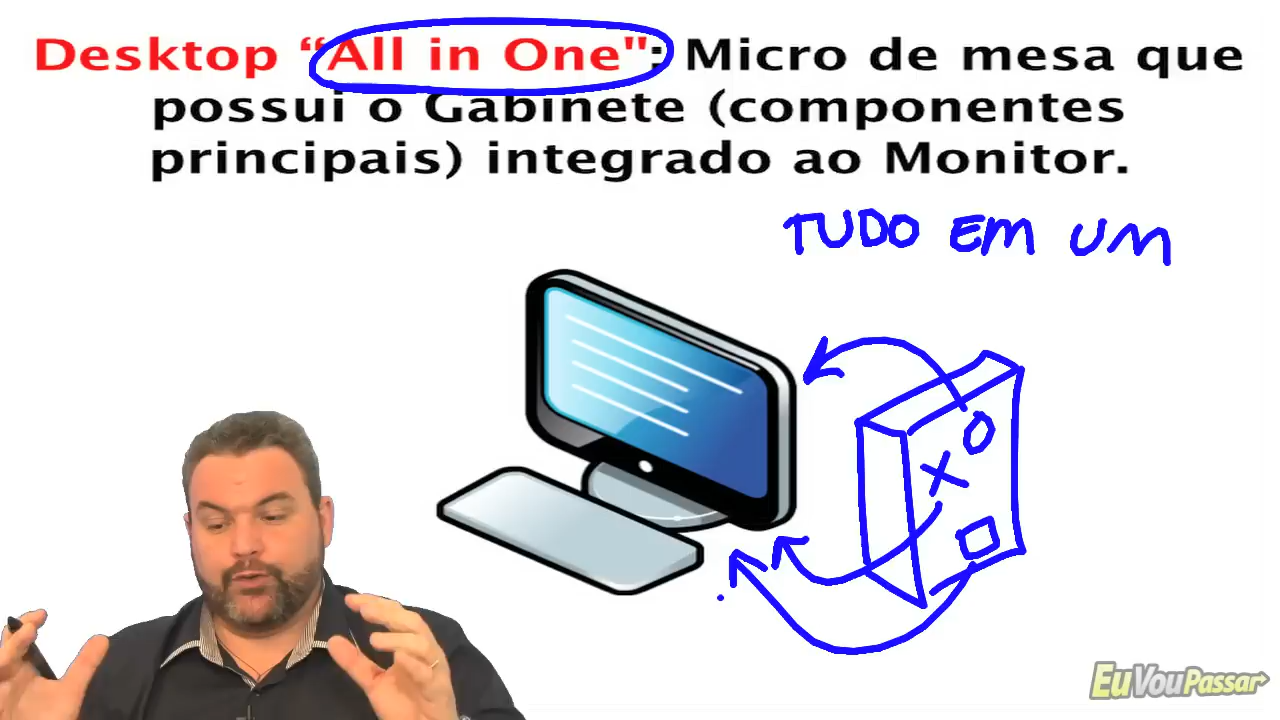 Desktop “All in One": Micro de mesa que
possui o Gabinete (componentes
principais) integrado ao Monitor.
TUDO EM UM
EuVouPassar